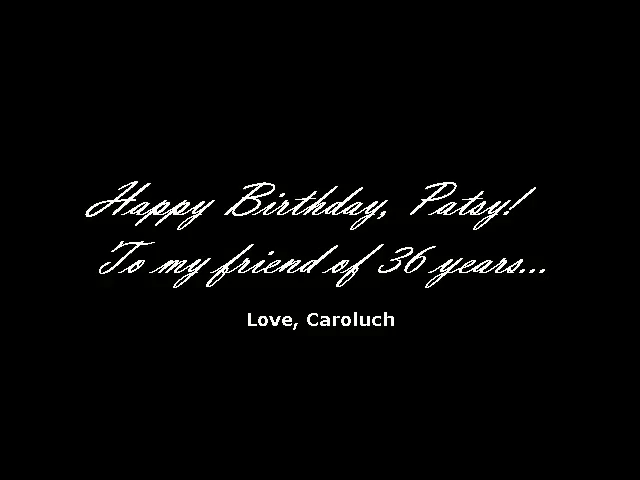 Happy Birthday, Patsy!
To my friend of 36 years...
Love, Caroluch